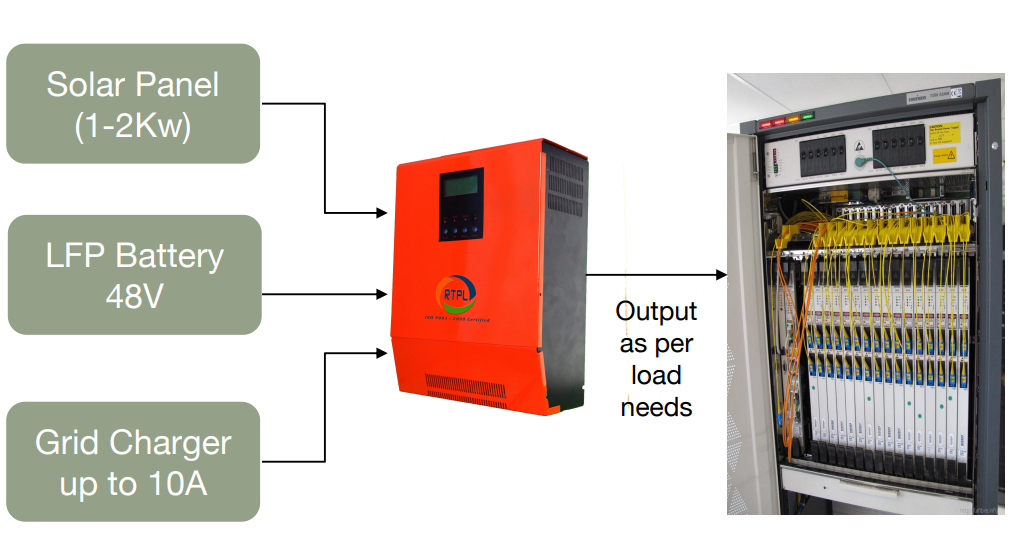 Solar Panel
(1-2Kw)
LFP Battery
48V
Grid Charger
up to 10A
RTPL
Output
as per
load
needs